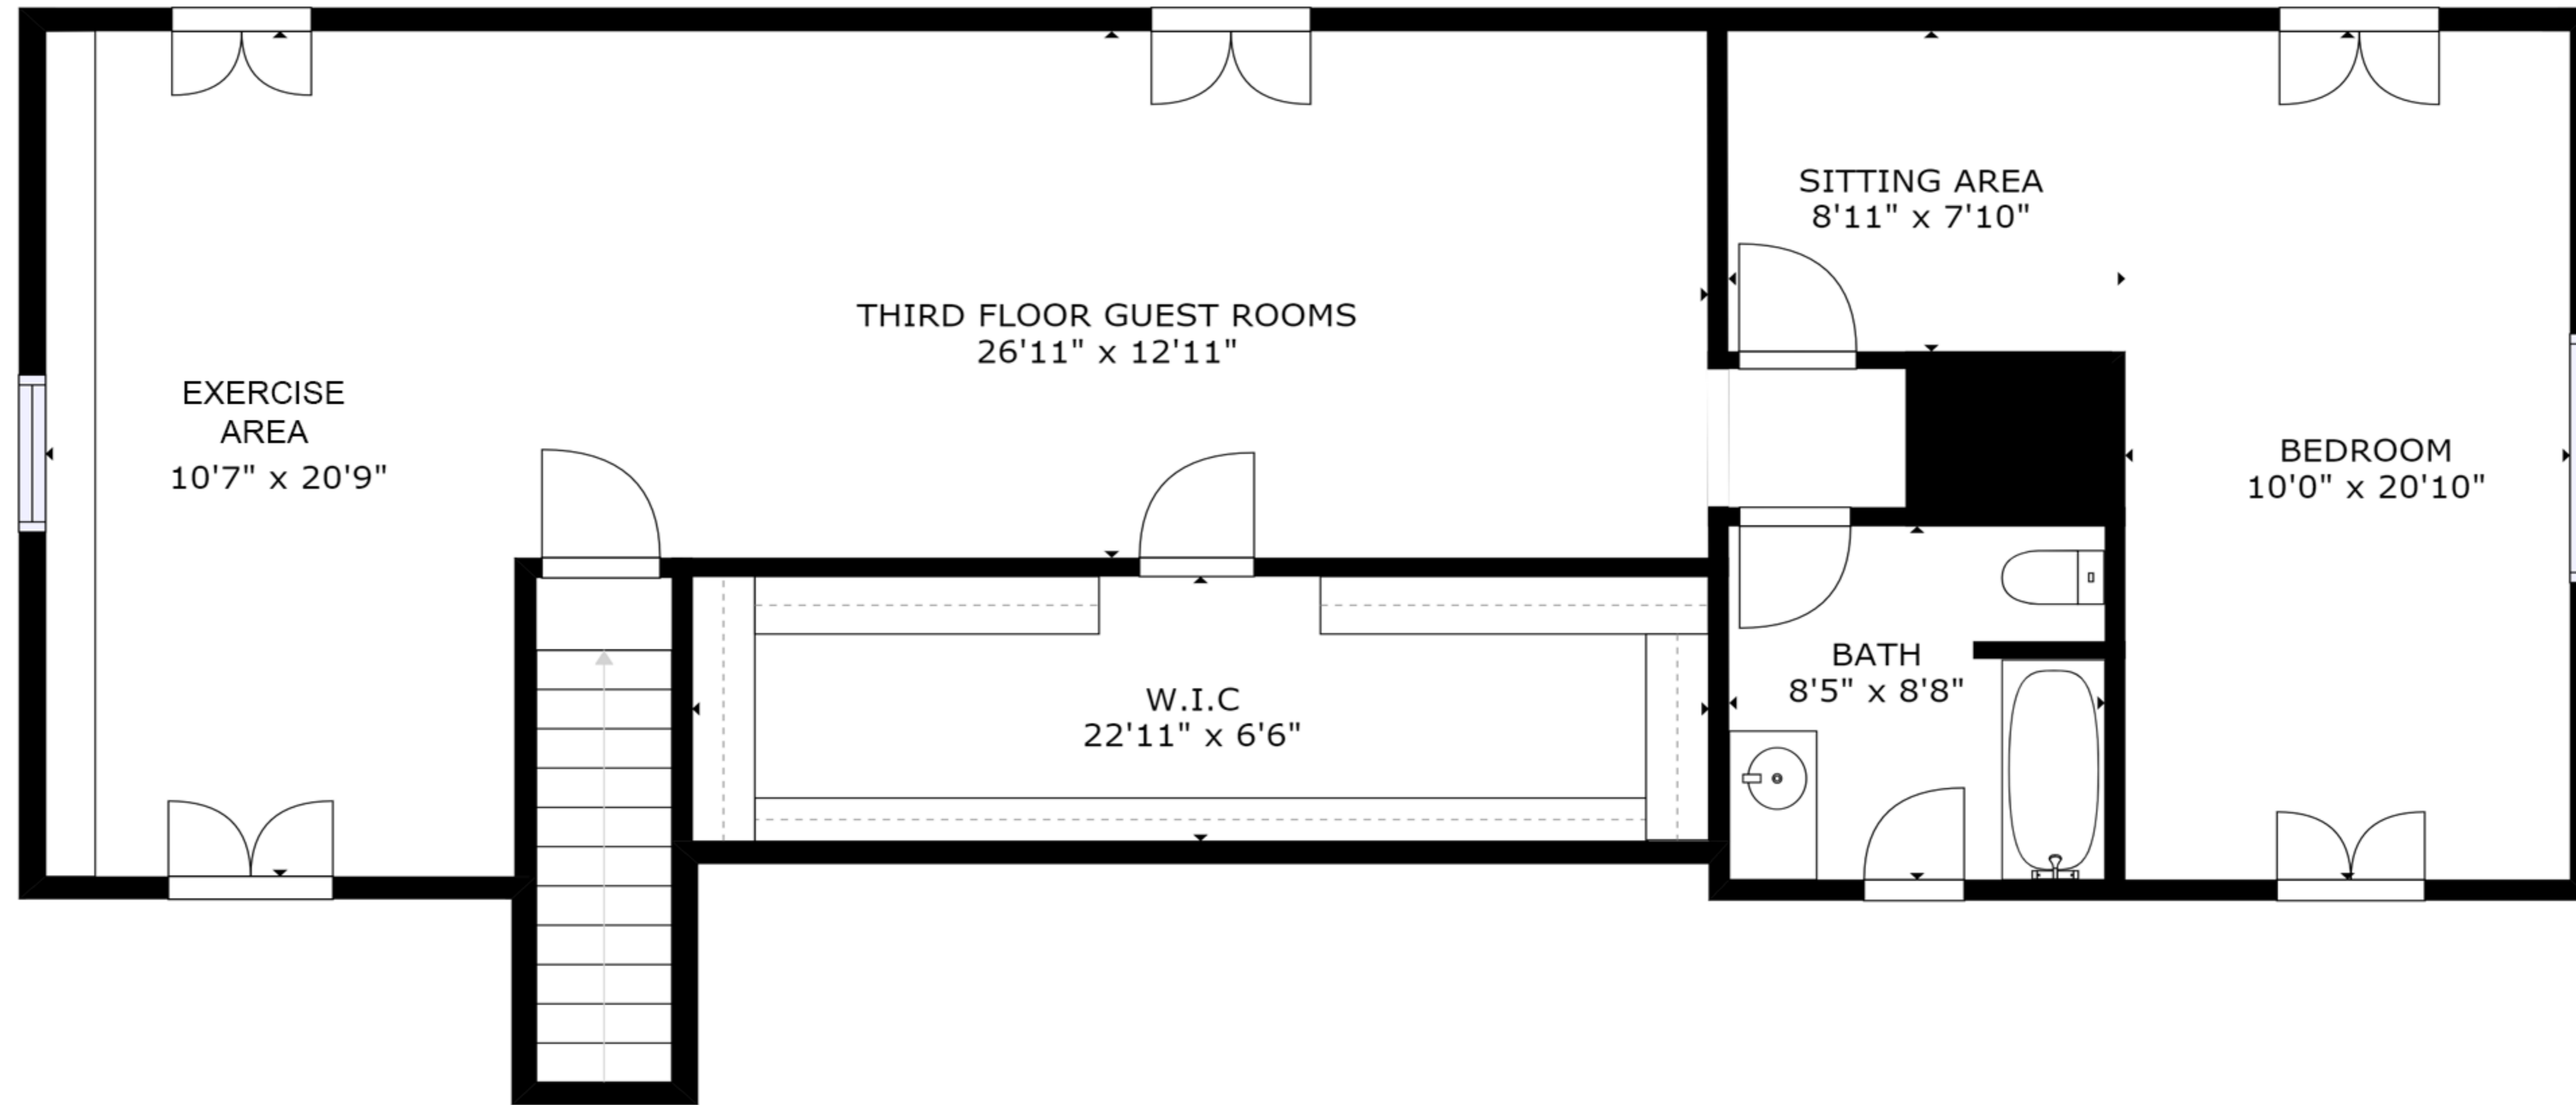 SITTING AREA
8'11" x 7'10"
THIRD FLOOR GUEST ROOMS
26'11" x 12'11"
EXERCISE
AREA
10'7" x 20'9"
BEDROOM
10'0" x 20'10"
BATH
8'5" x 8'8"
W.I.C
22'11" x 6'6"